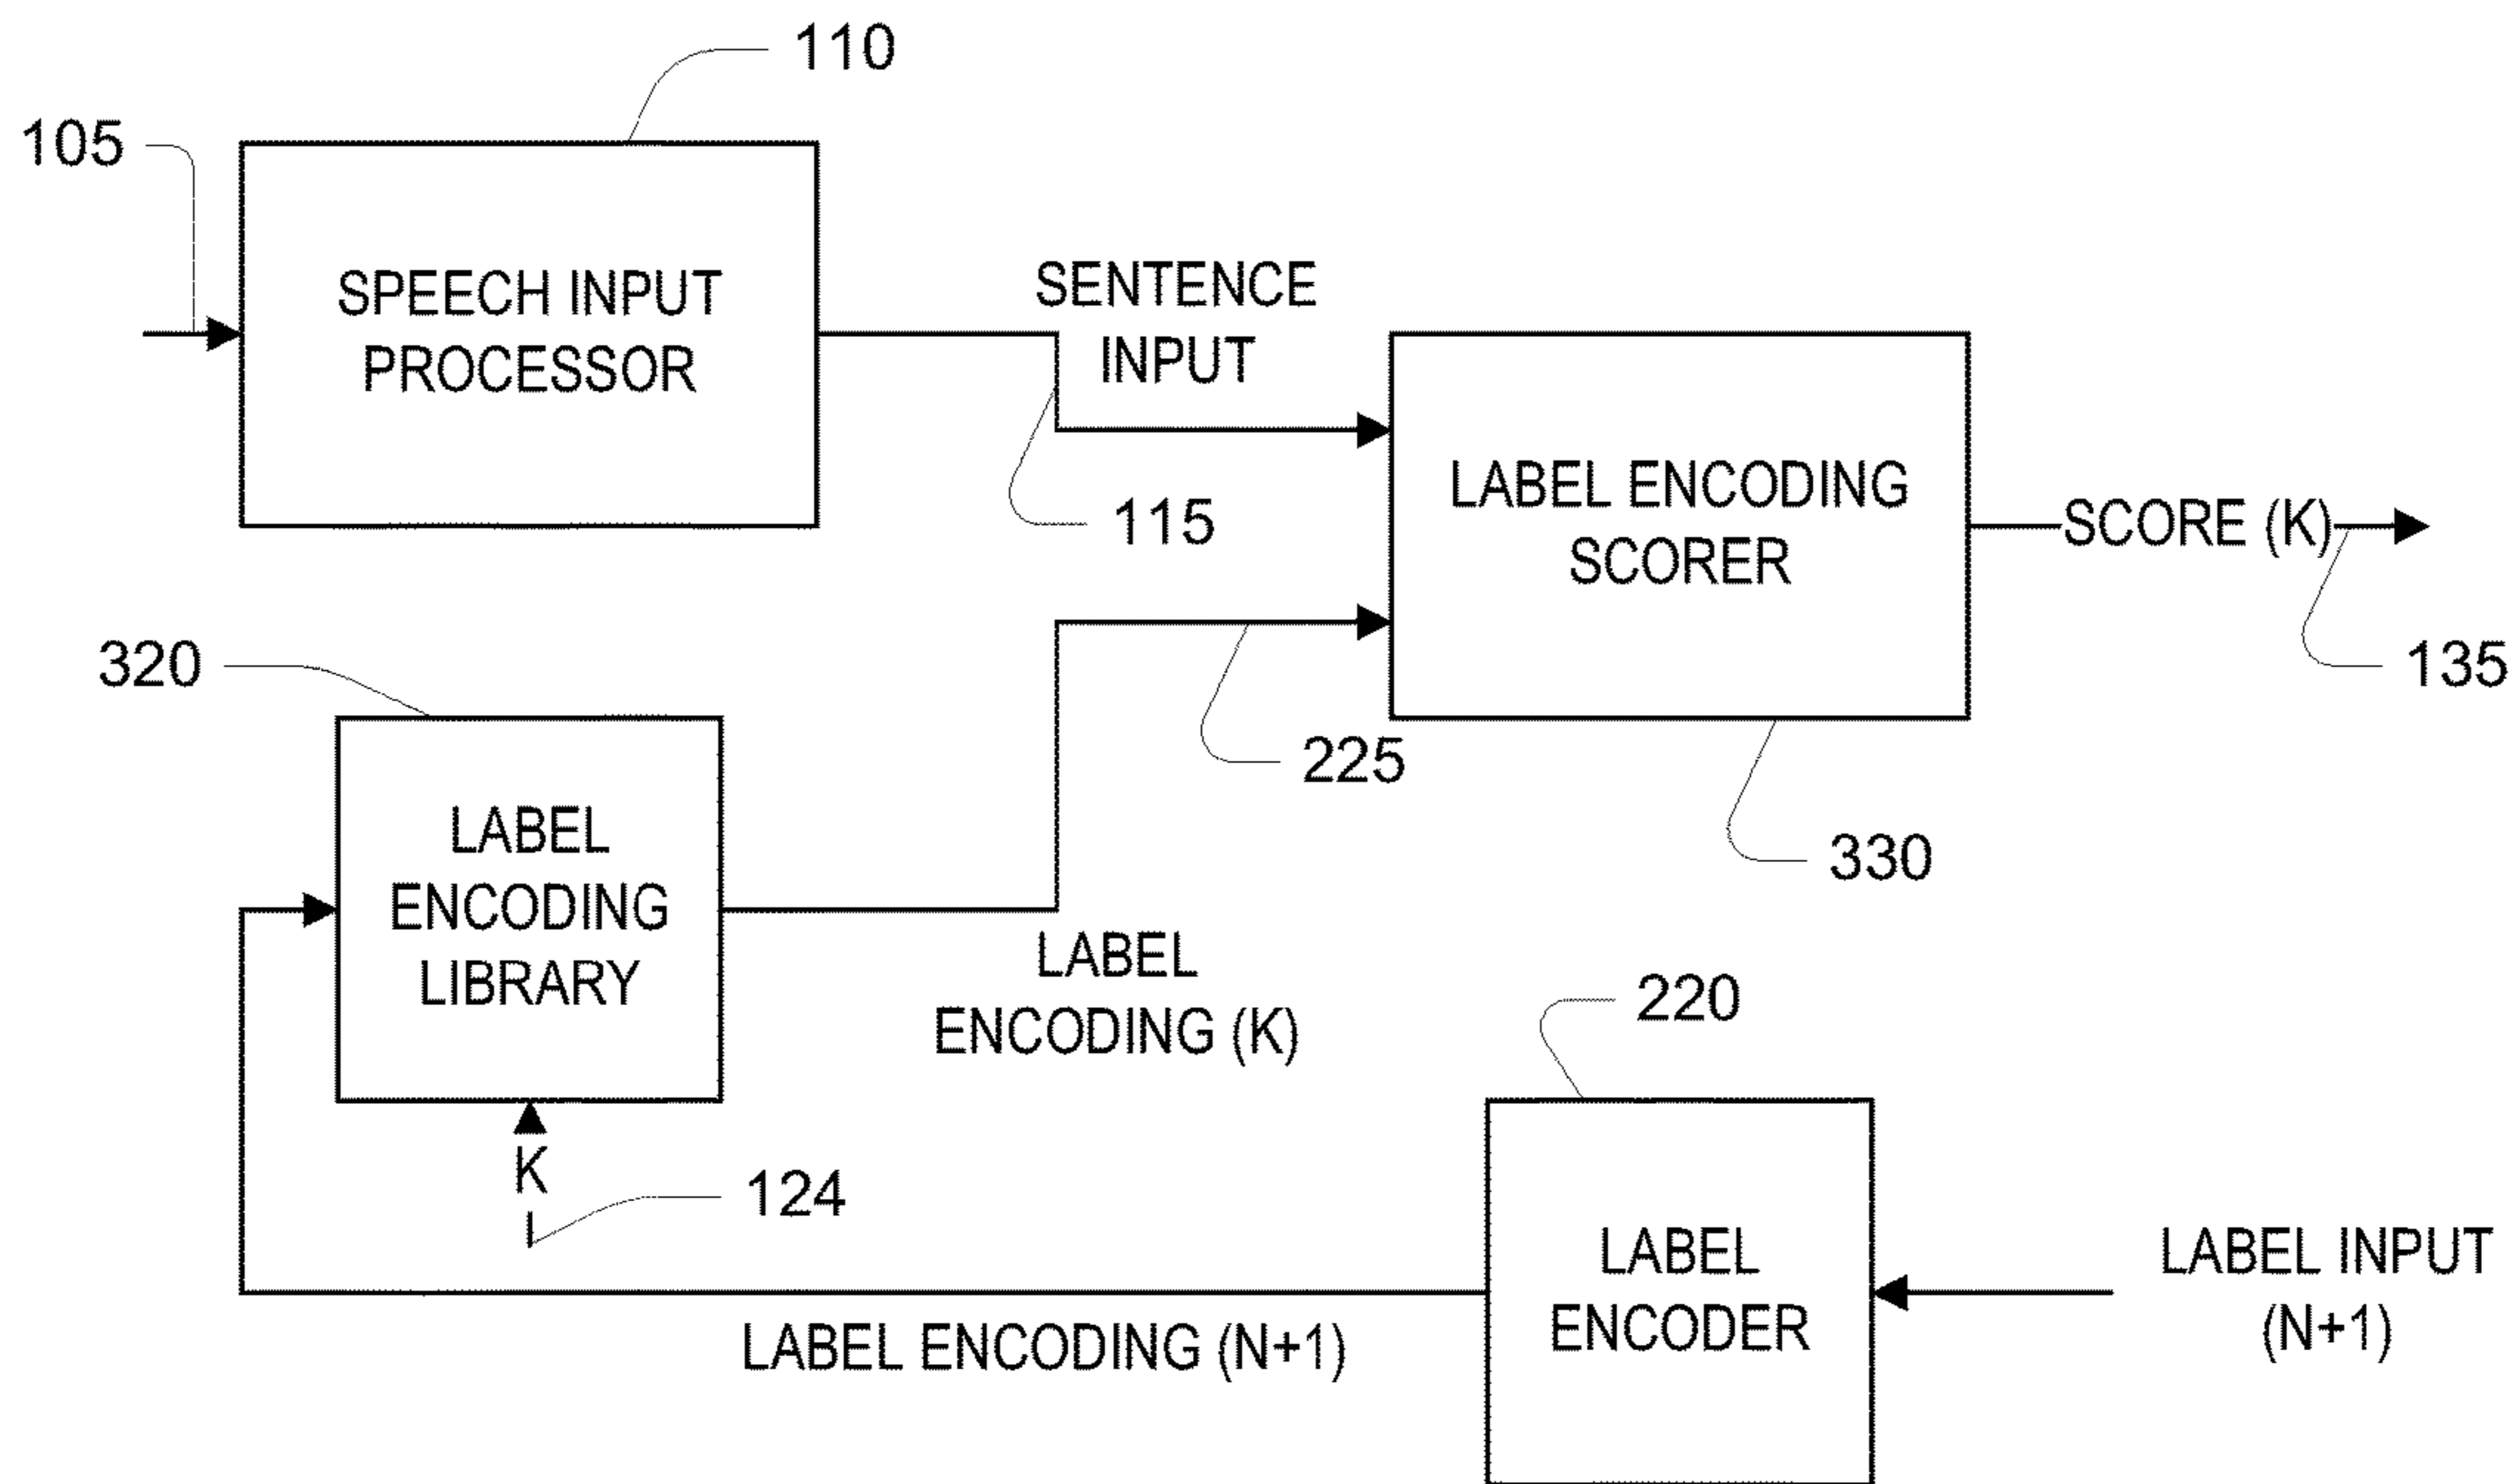 110
105
SPEECH INPUT
PROCESSOR
SENTENCE
INPUT
115
LABEL ENCODING
SCORER
SCORE (K)
135
320
225
330
LABEL
ENCODING
LIBRARY
LABEL
ENCODING (K)
K
124
220
LABEL
ENCODER
LABEL INPUT
(N+1)
LABEL ENCODING (N+1)